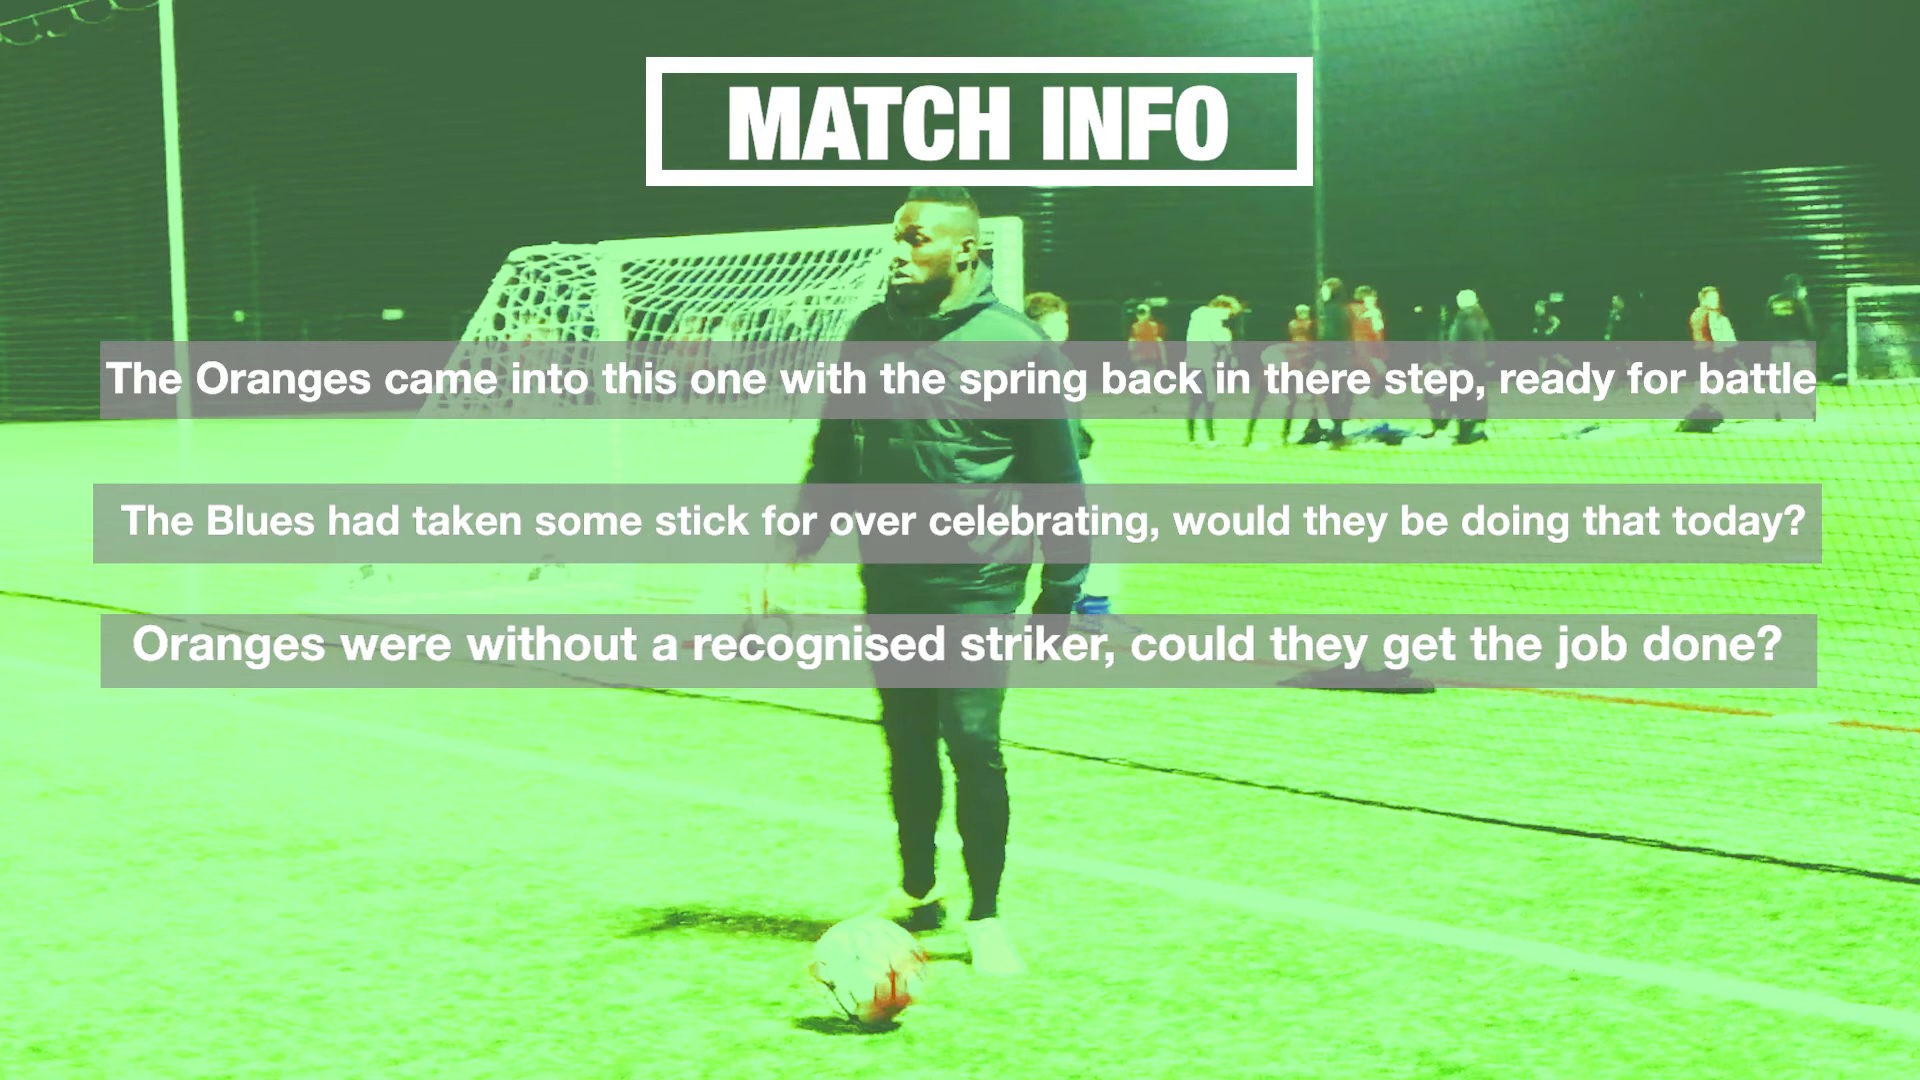 MATCH INFO
The Oranges came into this one with the spring back in there step, ready for battle
The Blues had taken some stick for over celebrating, would they be doing that today?
Oranges were without a recognised striker, could they get the job done?